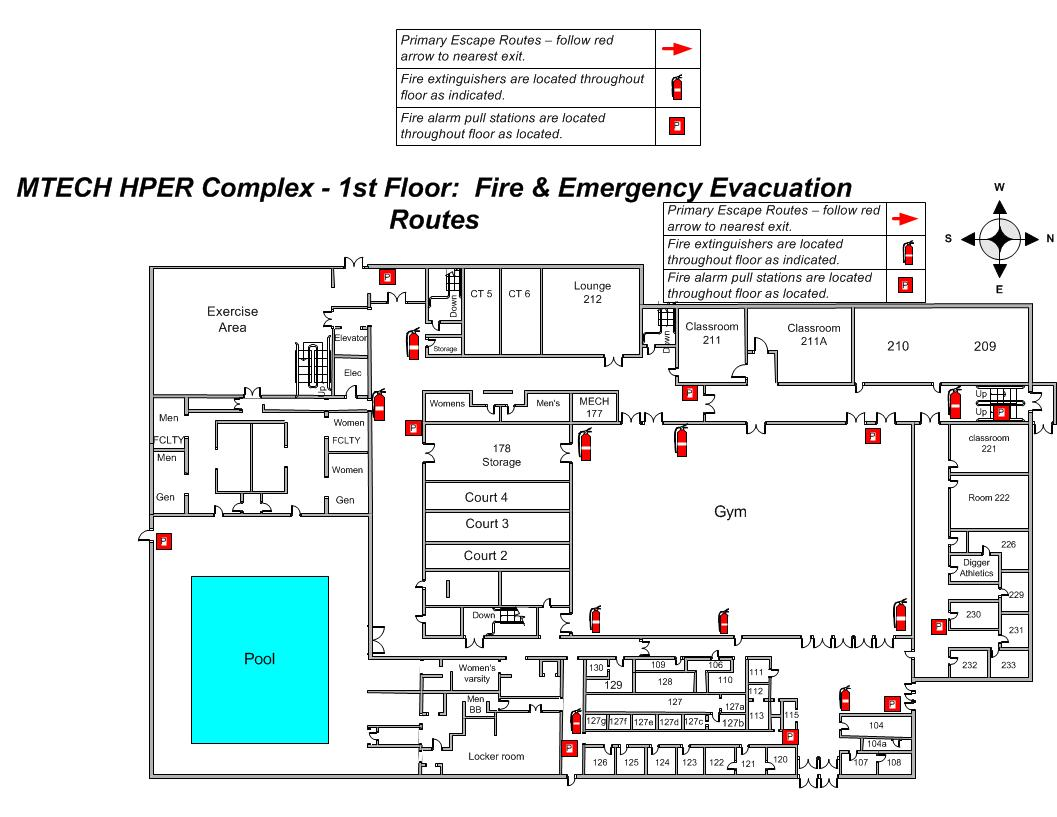 Primary Escape Routes – follow red
arrow to nearest exit.
Fire extinguishers are located throughout
floor as indicated.
Fire alarm pull stations are located
throughout floor as located.
P
MTECH HPER Complex - 1st Floor: Fire & Emergency Evacuation
Routes
Primary Escape Routes – follow red
arrow to nearest exit.
Fire extinguishers are located
throughout floor as indicated.
Fire alarm pull stations are located
throughout floor as located.
P
W
S
N
E
P
Exercise
Area
Elevator
Elec
Up
Down
Storage
CT 5
CT 6
Lounge
212
Down
Classroom
211
Classroom
211A
210
209
Up
Up
P
Men
FCLTY
Men
Gen
Women
FCLTY
Women
Gen
P
Womens
Men's
MECH
177
P
P
178
Storage
Court 4
Court 3
Court 2
Down
Gym
classroom
221
Room 222
226
Digger
Athletics
229
230
231
232
233
P
P
Pool
Women's
varsity
Men
BB
Locker room
P
130
129
109
128
106
110
111
112
113
115
127
127a
127g
127f
127e
127d
127c
127b
P
126
125
124
123
122
121
120
P
104
104a
107
108